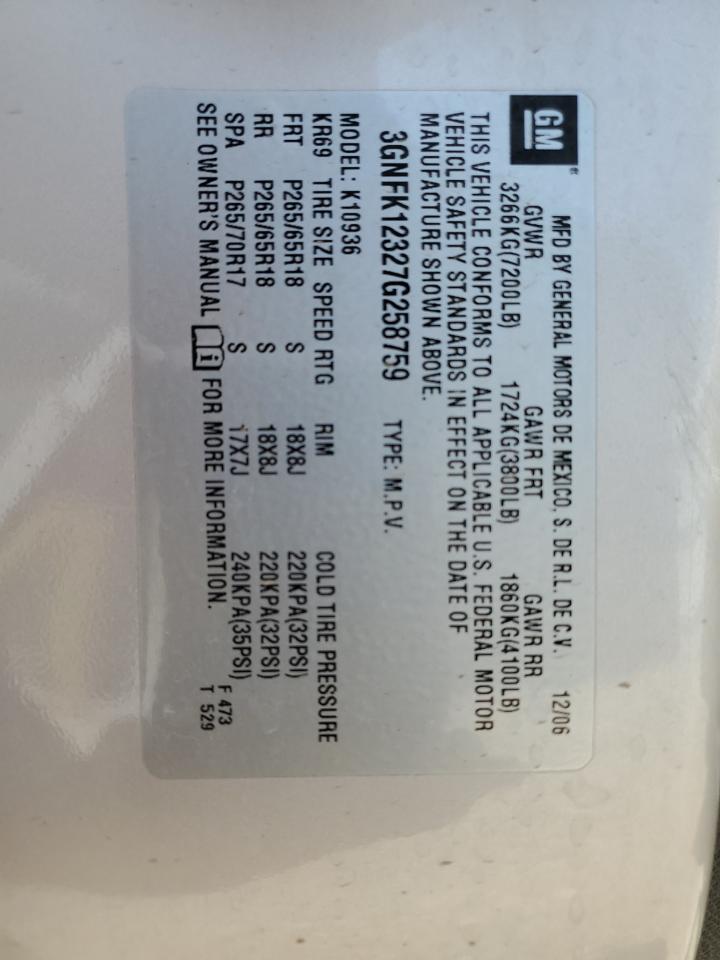 GM®
MFD BY GENERAL MOTORS DE MEXICO, S. DE R.L. DE C.V. 12/06
GVWR GAWR FRT GAWR RR
3266KG(7200LB) 1724KG(3800LB) 1860KG(4100LB)
THIS VEHICLE CONFORMS TO ALL APPLICABLE U.S. FEDERAL MOTOR
VEHICLE SAFETY STANDARDS IN EFFECT ON THE DATE OF
MANUFACTURE SHOWN ABOVE.
3GNFK12327G258759 TYPE: M.P.V.
MODEL: K10936
KR69 TIRE SIZE SPEED RTG RIM COLD TIRE PRESSURE
FRT P265/65R18 S 18X8J 220KPA(32PSI)
RR P265/65R18 S 18X8J 220KPA(32PSI)
SPA P265/70R17 S 17X7J 240KPA(35PSI)
SEE OWNER'S MANUAL i FOR MORE INFORMATION.
F 473
T 529